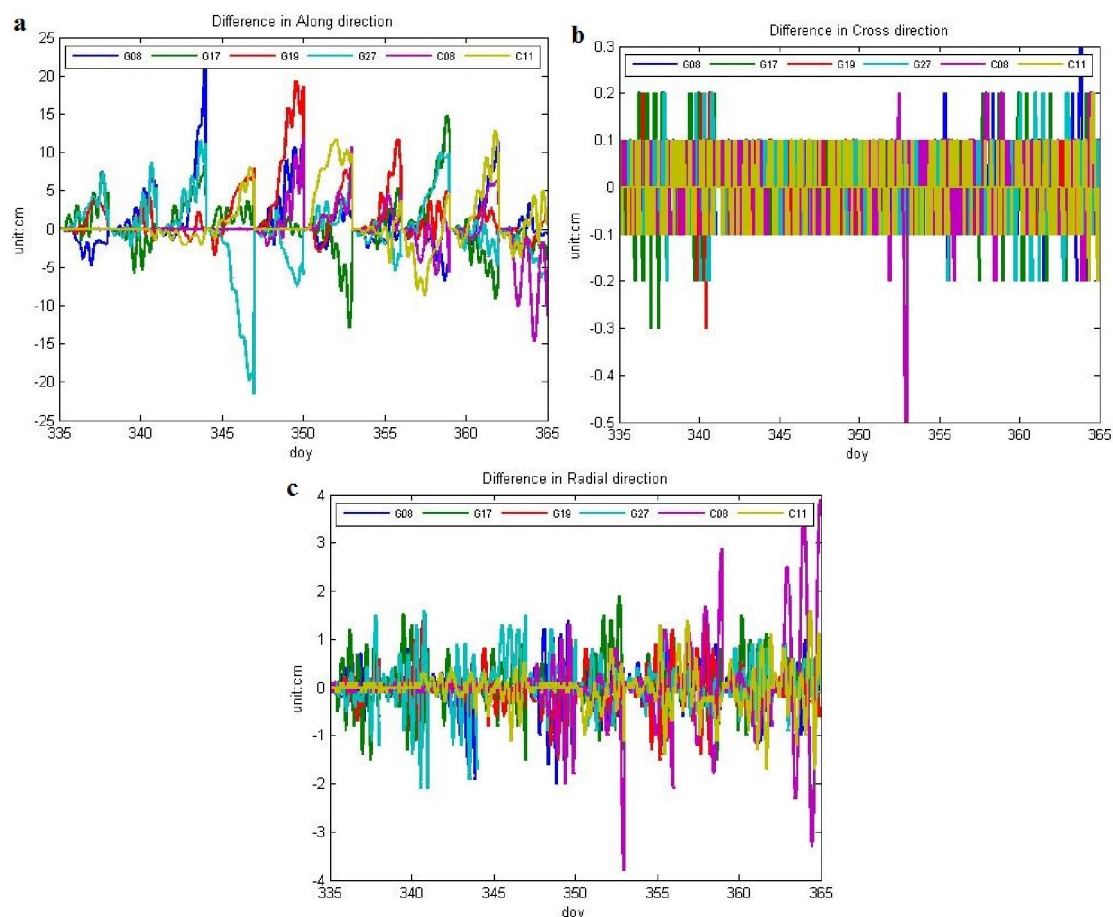 a
Difference in Along direction
G08 G17 G19 G27 C08 C11
25
20
15
10
5
0
-5
-10
-15
-20
-25
unit:cm
335 340 345 350 355 360 365
doy
b
Difference in Cross direction
G08 G17 G19 G27 C08 C11
0.3
0.2
0.1
0
-0.1
-0.2
-0.3
-0.4
-0.5
unit:cm
335 340 345 350 355 360 365
doy
c
Difference in Radial direction
G08 G17 G19 G27 C08 C11
4
3
2
1
0
-1
-2
-3
-4
unit:cm
335 340 345 350 355 360 365
doy